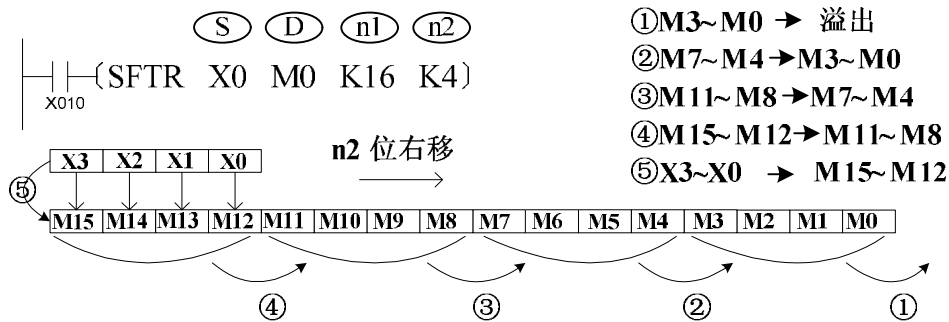 S D n1 n2
SFTR X0 M0 K16 K4
X010
①M3~M0→ 溢出
②M7~M4→M3~M0
③M11~M8→M7~M4
④M15~M12→M11~M8
⑤X3~X0 → M15~M12
n2 位右移
X3 X2 X1 X0
⑤
M15 M14 M13 M12 M11 M10 M9 M8 M7 M6 M5 M4 M3 M2 M1 M0
④ ③ ② ①